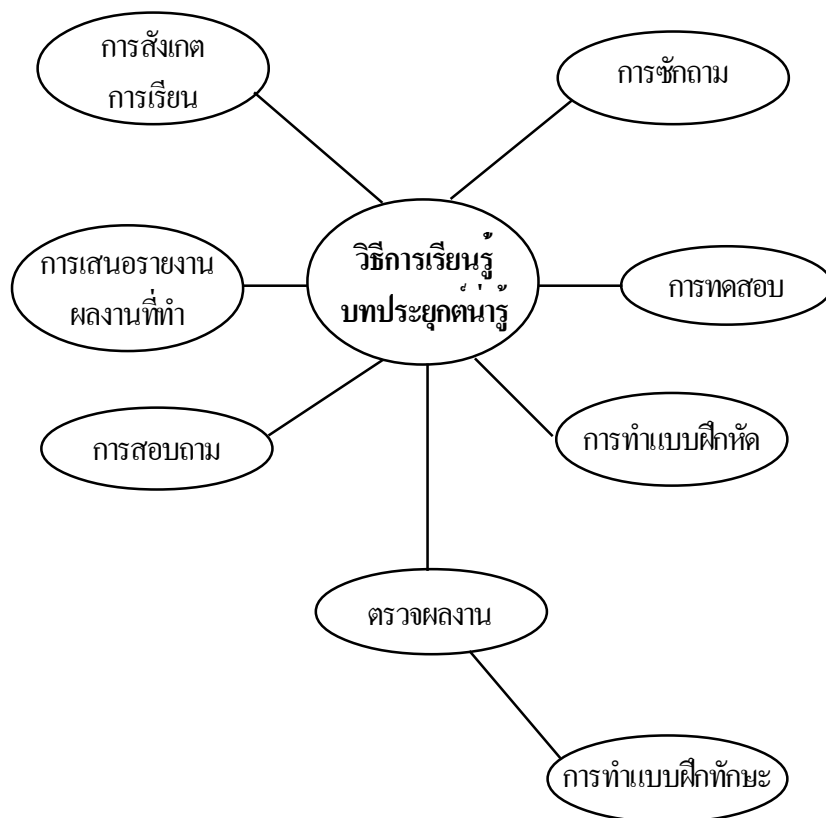 การสังเกต
การเรียน
การซักถาม
วิธีการเรียนรู้
บทประยุกต์น่ารู้
การเสนอรายงาน
ผลงานที่ทำ
การทดสอบ
การสอบถาม
การทำแบบฝึกหัด
ตรวจผลงาน
การทำแบบฝึกทักษะ